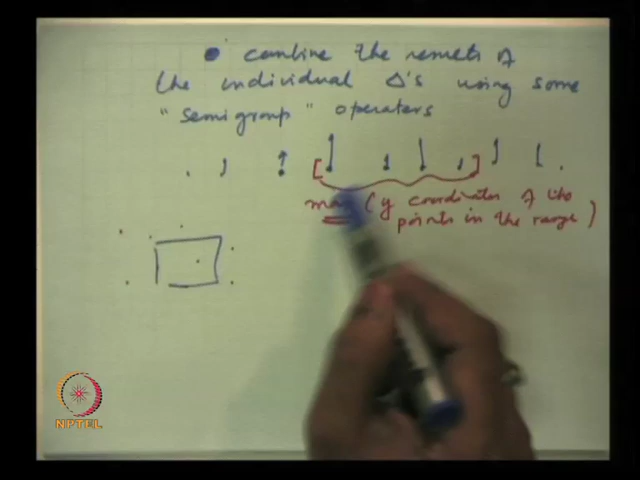 combine the results of
the individual Δ's using some
"semigroup" operators
max (y coordinates of the
points in the range)
NPTEL